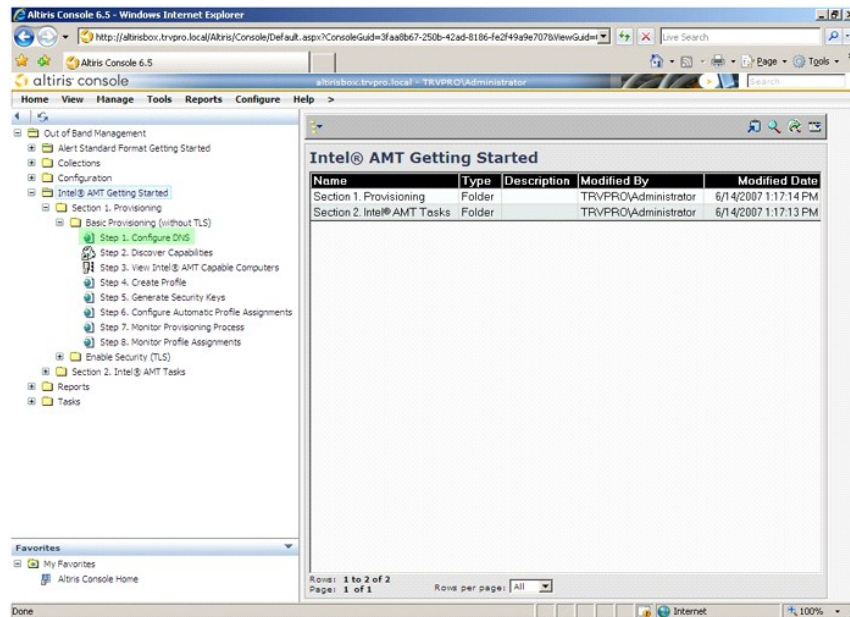 Altiris Console 6.5 - Windows Internet Explorer
http://altirisbox.trvpro.local/Altiris/Console/Default.aspx?ConsoleGuid=3faa8b67-250b-42ad-8186-fe2f49a9e707&ViewGuid=
Live Search
Altiris Console 6.5
Page
Tools
altiris console
altirisbox.trvpro.local - TRVPRO\Administrator
Search
Home View Manage Tools Reports Configure Help >
Out of Band Management
Alert Standard Format Getting Started
Collections
Configuration
Intel® AMT Getting Started
Section 1. Provisioning
Basic Provisioning (without TLS)
Step 1. Configure DNS
Step 2. Discover Capabilities
Step 3. View Intel® AMT Capable Computers
Step 4. Create Profile
Step 5. Generate Security Keys
Step 6. Configure Automatic Profile Assignments
Step 7. Monitor Provisioning Process
Step 8. Monitor Profile Assignments
Enable Security (TLS)
Section 2. Intel® AMT Tasks
Reports
Tasks
Favorites
My Favorites
Altiris Console Home
Intel® AMT Getting Started
Name Type Description Modified By Modified Date
Section 1. Provisioning Folder TRVPRO\Administrator 6/14/2007 1:17:14 PM
Section 2. Intel® AMT Tasks Folder TRVPRO\Administrator 6/14/2007 1:17:13 PM
Rows: 1 to 2 of 2
Page: 1 of 1
Rows per page: All
Done
Internet
100%